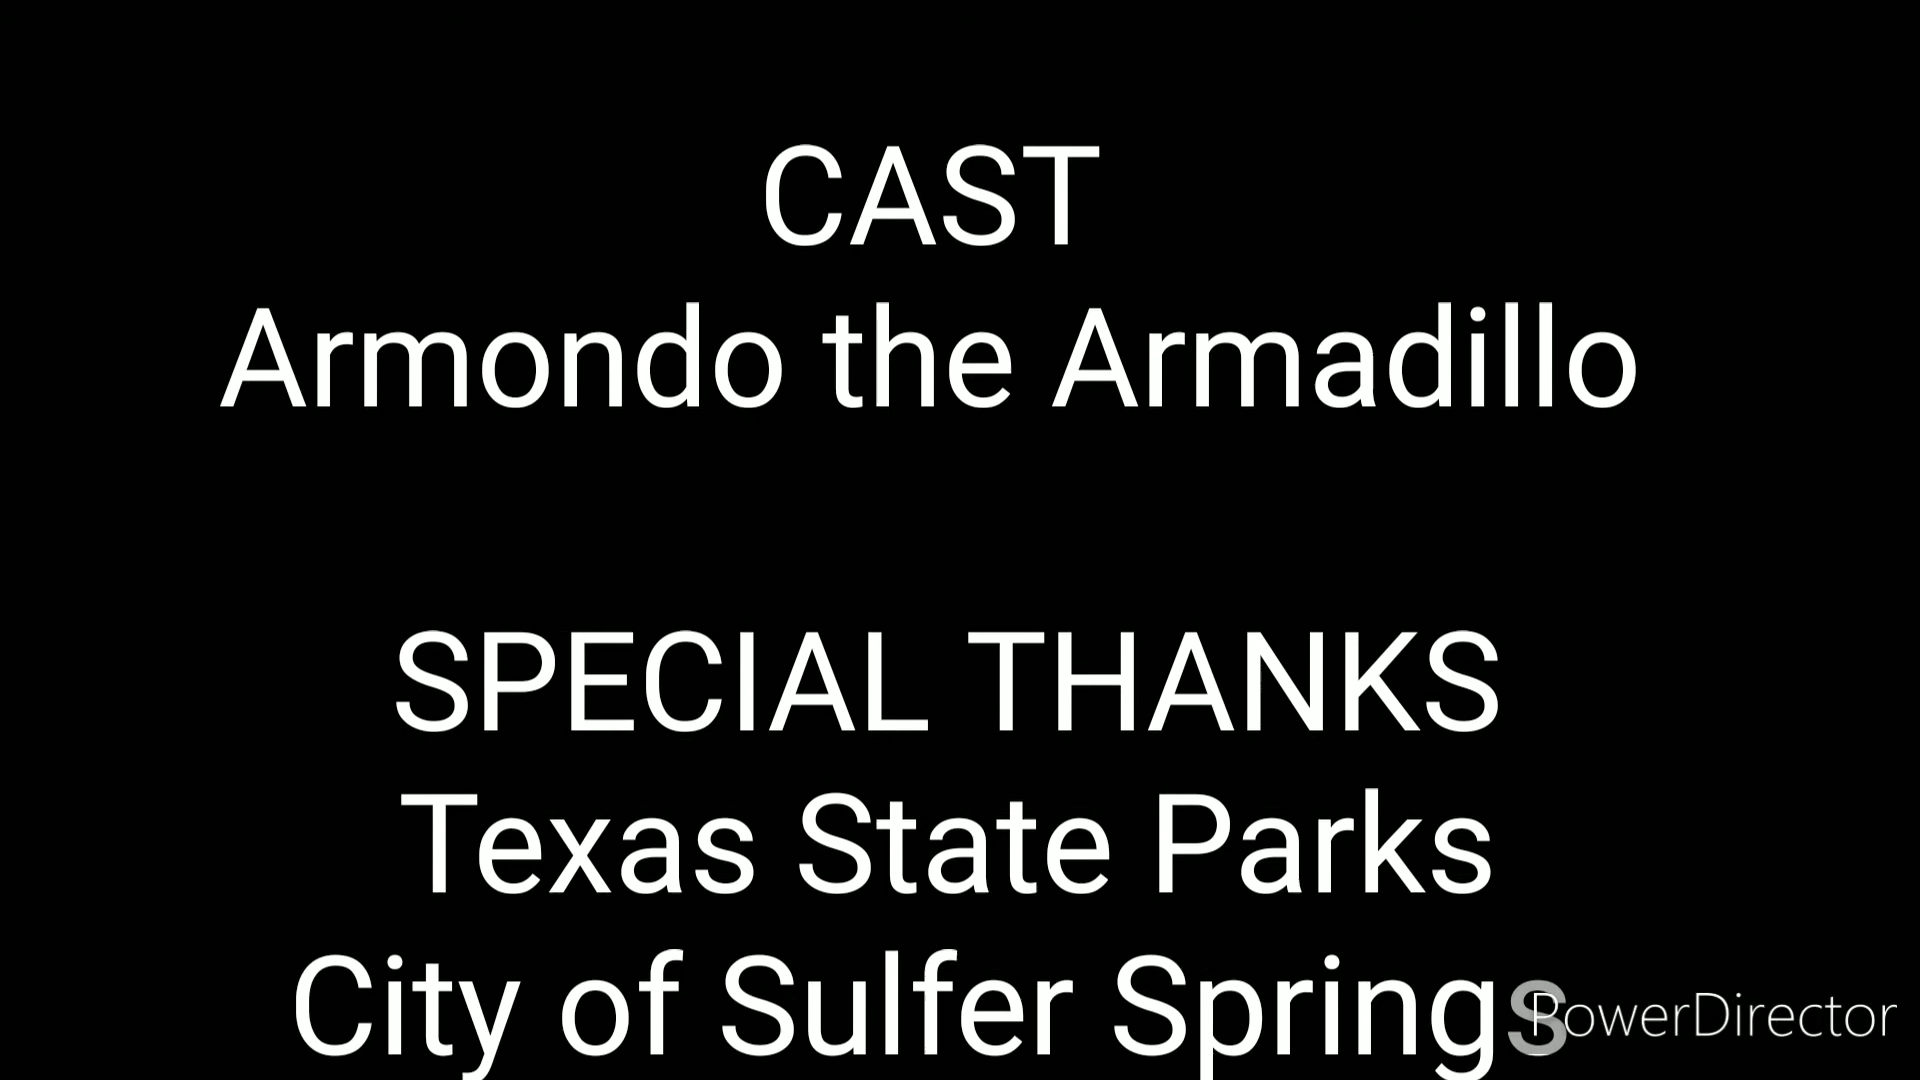 CAST
Armondo the Armadillo
SPECIAL THANKS
Texas State Parks
City of Sulfer Springs
PowerDirector